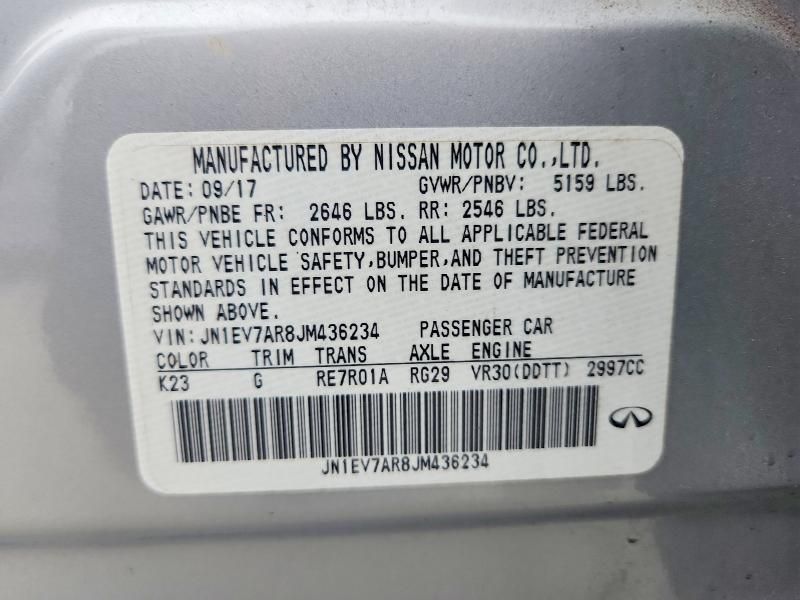 MANUFACTURED BY NISSAN MOTOR CO.,LTD.
DATE: 09/17 GVWR/PNBV: 5159 LBS.
GAWR/PNBE FR: 2646 LBS. RR: 2546 LBS.
THIS VEHICLE CONFORMS TO ALL APPLICABLE FEDERAL
MOTOR VEHICLE SAFETY,BUMPER,AND THEFT PREVENTION
STANDARDS IN EFFECT ON THE DATE OF MANUFACTURE
SHOWN ABOVE.
VIN:JN1EV7AR8JM436234 PASSENGER CAR
COLOR TRIM TRANS AXLE ENGINE
K23 G RE7R01A RG29 VR30(DDTT) 2997CC
JN1EV7AR8JM436234